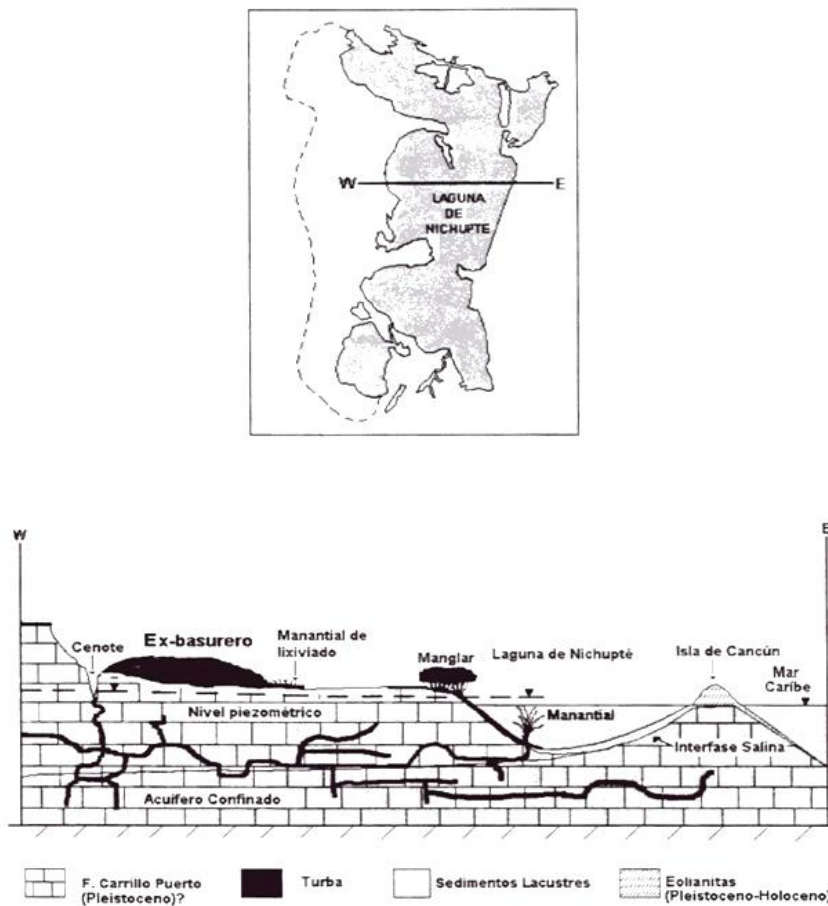 W
E
LAGUNA
DE
NICHUPTE
W
E
Cenote
Ex-basurero
Manantial de
lixiviado
Manglar
Laguna de Nichupté
Isla de Cancún
Mar
Caribe
Nivel piezométrico
Manantial
Interfase Salina
Acuífero Confinado
F. Carrillo Puerto
(Pleistoceno)?
Turba
Sedimentos Lacustres
Eolianitas
(Pleistoceno-Holoceno)